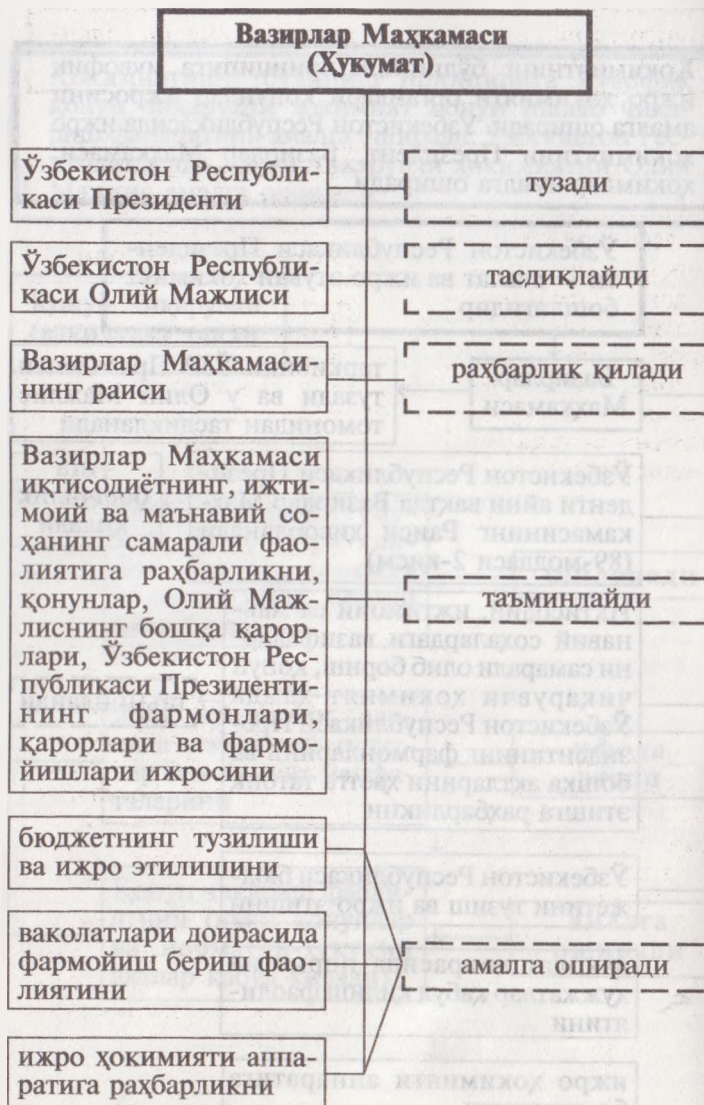 Вазирлар Маҳкамаси
(Ҳукумат)
Ўзбекистон Республи-
каси Президенти
тузади
Ўзбекистон Республи-
каси Олий Мажлиси
тасдиқлайди
Вазирлар Маҳкамаси-
нинг раиси
раҳбарлик қилади
Вазирлар Маҳкамаси
иқтисодиётнинг, ижти-
моий ва маънавий со-
ҳанинг самарали фао-
лиятига раҳбарликни,
қонунлар, Олий Маж-
лиснинг бошқа қарор-
лари, Ўзбекистон Рес-
публикаси Президенти-
нинг фармонлари,
қарорлари ва фармо-
йишлари ижросини
таъминлайди
бюджетнинг тузилиши
ва ижро этилишини
ваколатлари доирасида
фармойиш бериш фао-
лиятини
ижро ҳокимияти аппа-
ратига раҳбарликни
амалга оширади